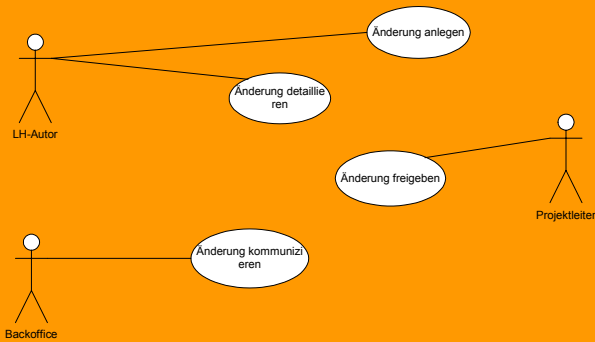 Änderung anlegen
Änderung detaillie
ren
LH-Autor
Änderung freigeben
Projektleiter
Änderung kommunizi
eren
Backoffice